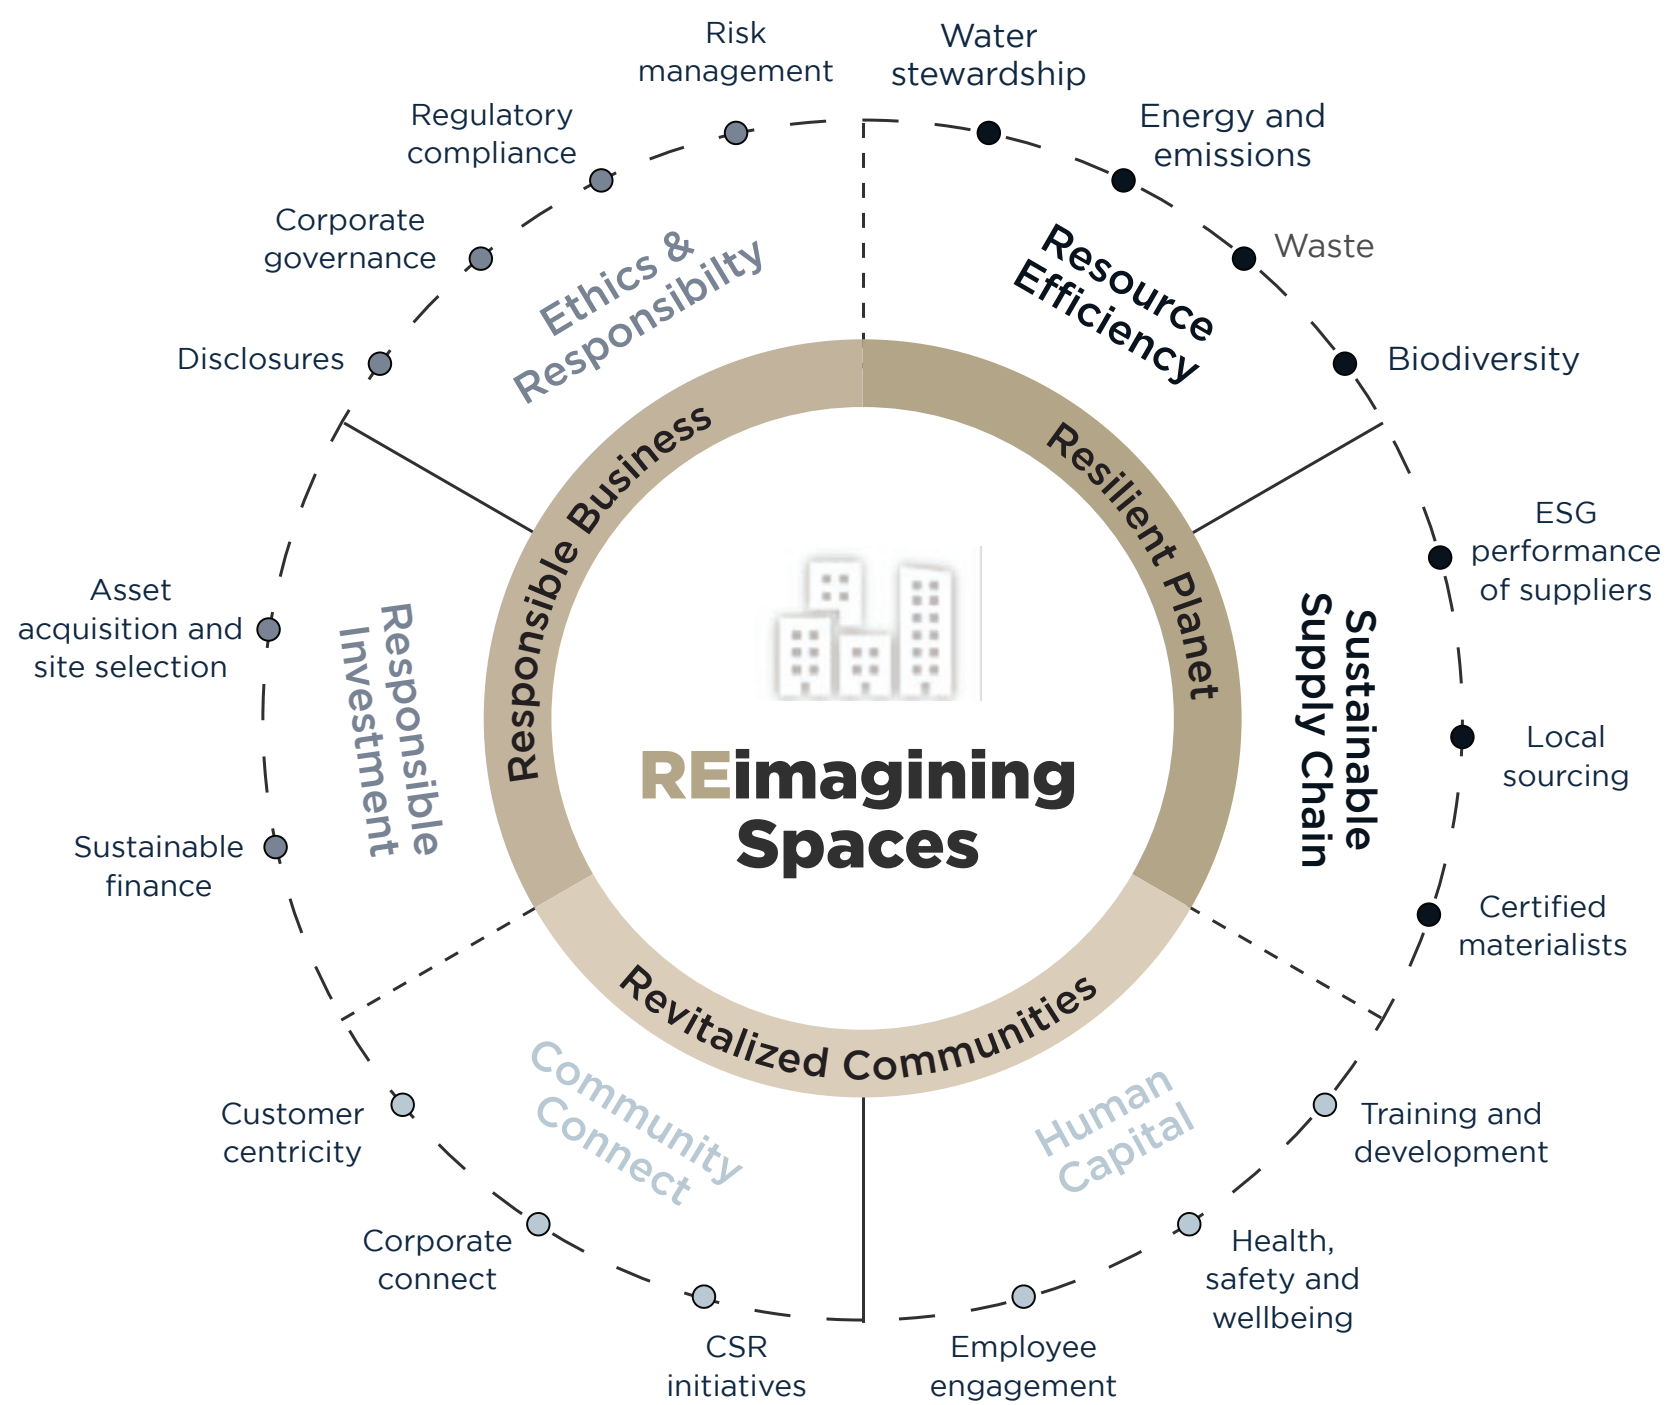 Risk
management
Water
stewardship
Regulatory
compliance
Energy and
emissions
Corporate
governance
Waste
Disclosures
Biodiversity
Ethics &
Responsibilty
Resource
Efficiency
Responsible Business
Resilient Planet
ESG
performance
of suppliers
Asset
acquisition and
site selection
Responsible
Investment
Sustainable
Supply Chain
Local
sourcing
REimagining
Spaces
Sustainable
finance
Certified
materialists
Revitalized Communities
Community
Connect
Human
Capital
Customer
centricity
Training and
development
Corporate
connect
Health,
safety and
wellbeing
CSR
initiatives
Employee
engagement